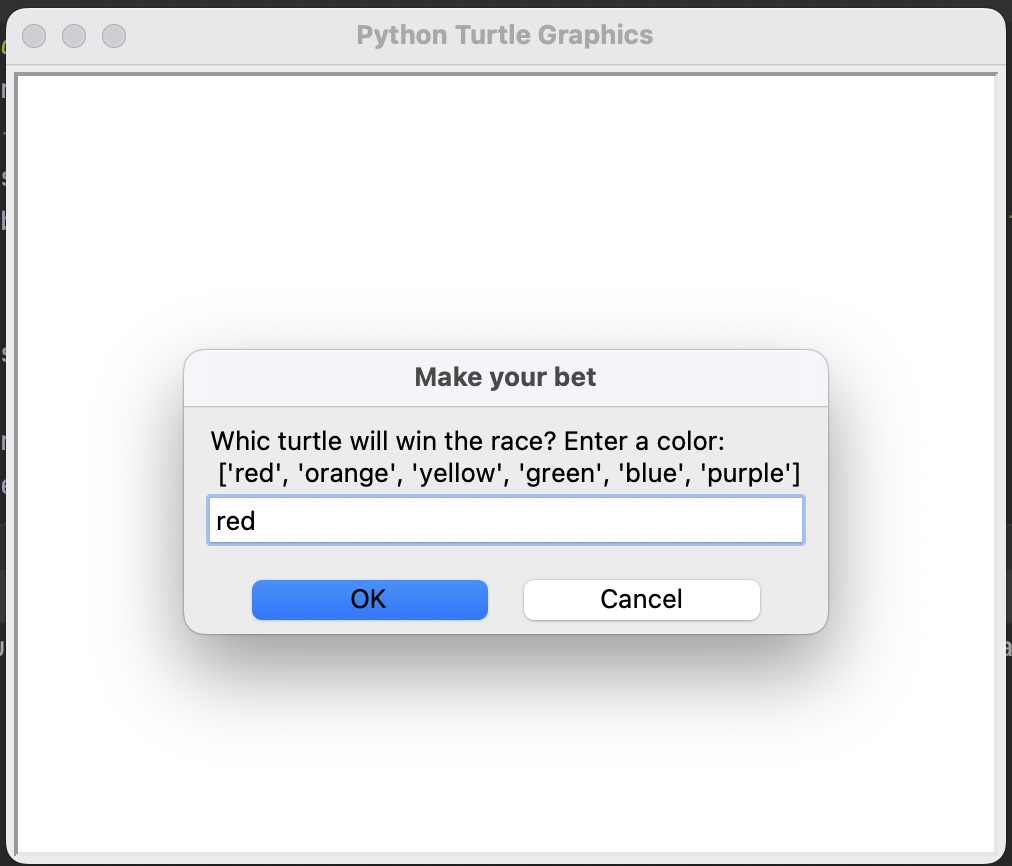 Python Turtle Graphics
Make your bet
Whic turtle will win the race? Enter a color:
['red', 'orange', 'yellow', 'green', 'blue', 'purple']
red
OK
Cancel